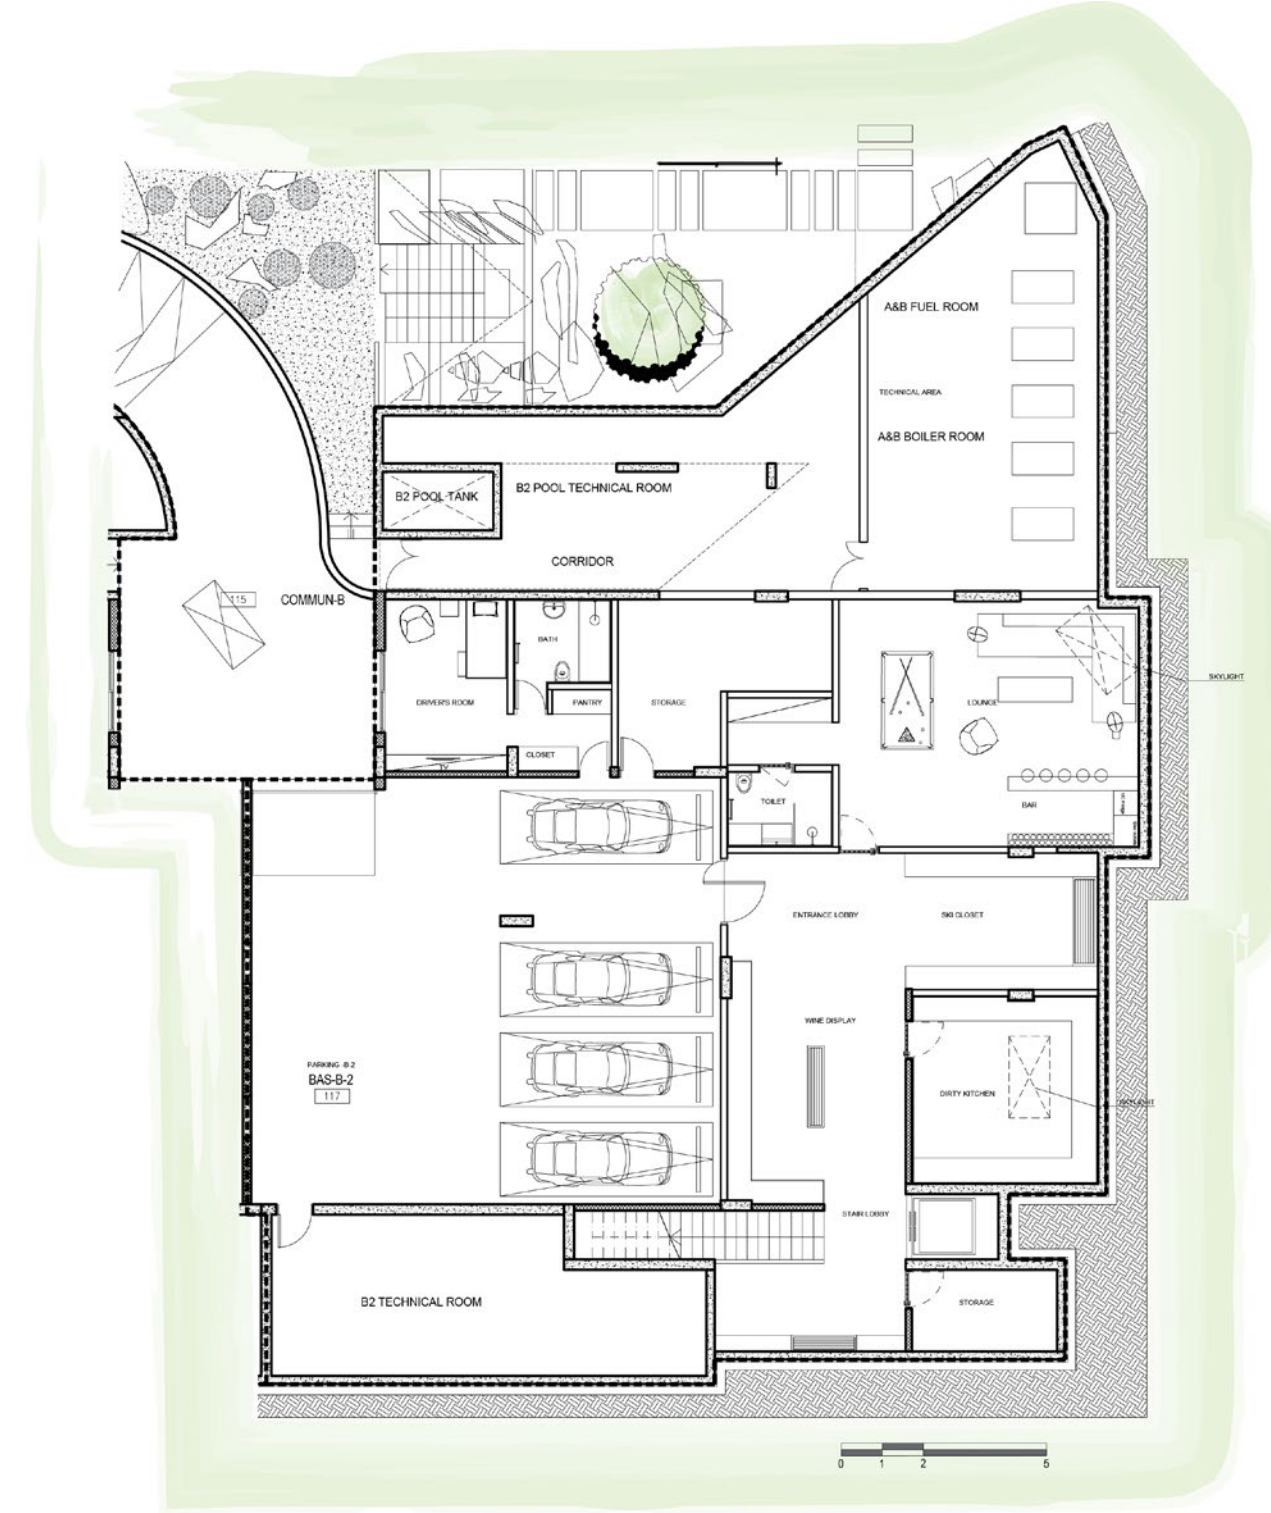 A&B FUEL ROOM
TECHNICAL AREA
A&B BOILER ROOM
B2 POOL TANK
B2 POOL TECHNICAL ROOM
CORRIDOR
115
COMMUN-B
BATH
SKYLIGHT
DRIVER'S ROOM
PANTRY
STORAGE
LOUNGE
CLOSET
TOILET
BAR
ENTRANCE LOBBY
SKI CLOSET
WINE DISPLAY
PARKING -B-2
BAS-B-2
117
DIRTY KITCHEN
SKYLIGHT
STAIR LOBBY
B2 TECHNICAL ROOM
STORAGE
0 1 2 5